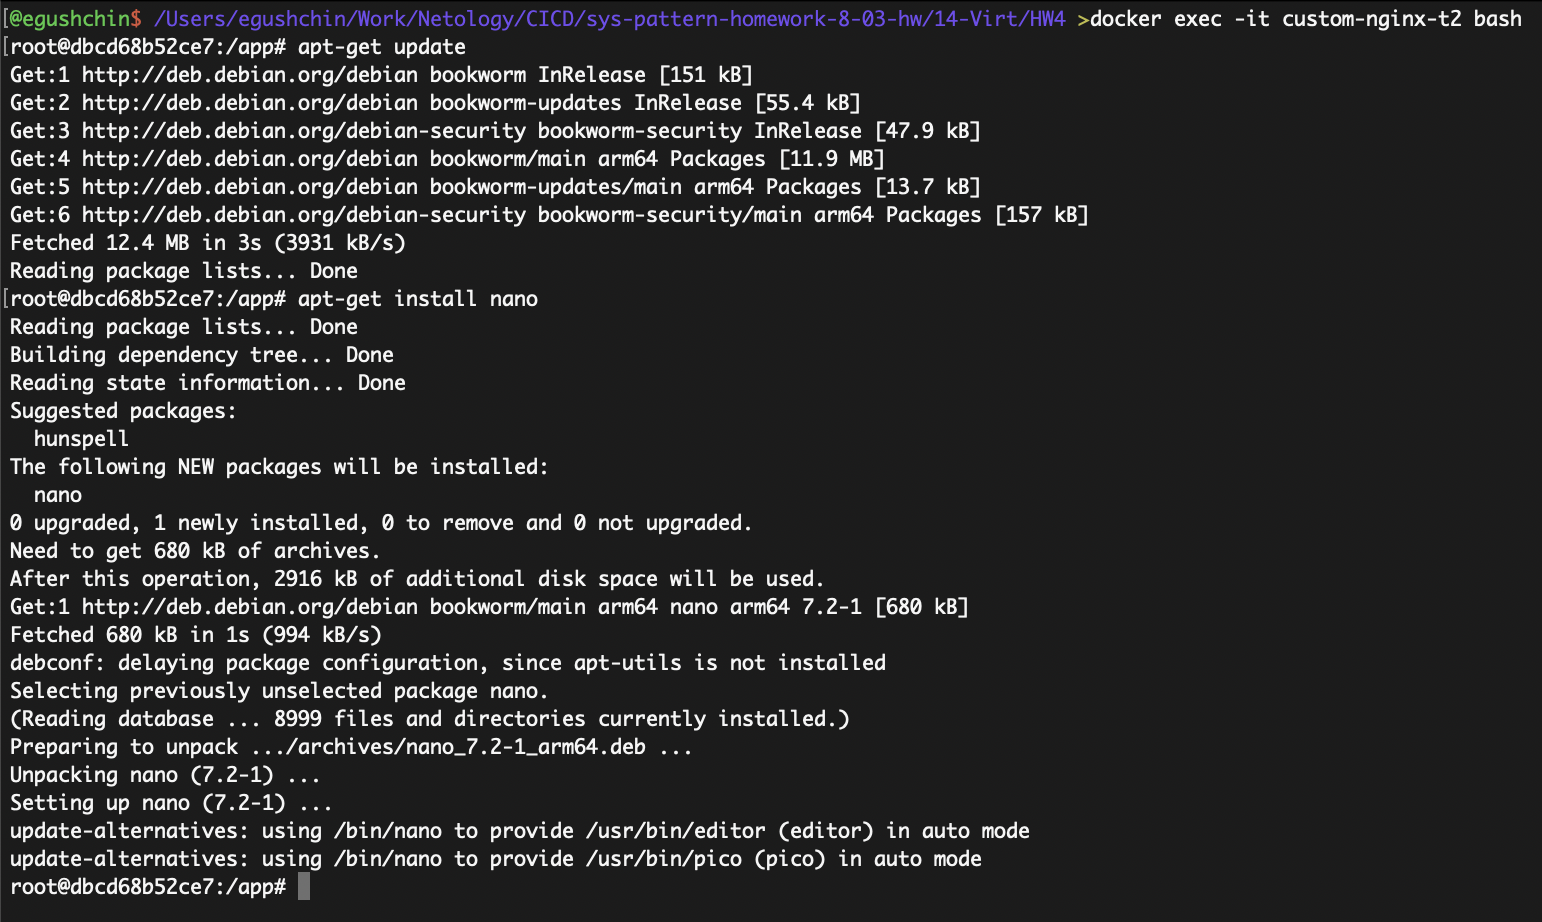 [@egushchin$ /Users/egushchin/Work/Netology/CICD/sys-pattern-homework-8-03-hw/14-Virt/HW4 >docker exec -it custom-nginx-t2 bash
[root@dbcd68b52ce7:/app# apt-get update
Get:1 http://deb.debian.org/debian bookworm InRelease [151 kB]
Get:2 http://deb.debian.org/debian bookworm-updates InRelease [55.4 kB]
Get:3 http://deb.debian.org/debian-security bookworm-security InRelease [47.9 kB]
Get:4 http://deb.debian.org/debian bookworm/main arm64 Packages [11.9 MB]
Get:5 http://deb.debian.org/debian bookworm-updates/main arm64 Packages [13.7 kB]
Get:6 http://deb.debian.org/debian-security bookworm-security/main arm64 Packages [157 kB]
Fetched 12.4 MB in 3s (3931 kB/s)
Reading package lists... Done
[root@dbcd68b52ce7:/app# apt-get install nano
Reading package lists... Done
Building dependency tree... Done
Reading state information... Done
Suggested packages:
  hunspell
The following NEW packages will be installed:
  nano
0 upgraded, 1 newly installed, 0 to remove and 0 not upgraded.
Need to get 680 kB of archives.
After this operation, 2916 kB of additional disk space will be used.
Get:1 http://deb.debian.org/debian bookworm/main arm64 nano arm64 7.2-1 [680 kB]
Fetched 680 kB in 1s (994 kB/s)
debconf: delaying package configuration, since apt-utils is not installed
Selecting previously unselected package nano.
(Reading database ... 8999 files and directories currently installed.)
Preparing to unpack .../archives/nano_7.2-1_arm64.deb ...
Unpacking nano (7.2-1) ...
Setting up nano (7.2-1) ...
update-alternatives: using /bin/nano to provide /usr/bin/editor (editor) in auto mode
update-alternatives: using /bin/nano to provide /usr/bin/pico (pico) in auto mode
root@dbcd68b52ce7:/app#